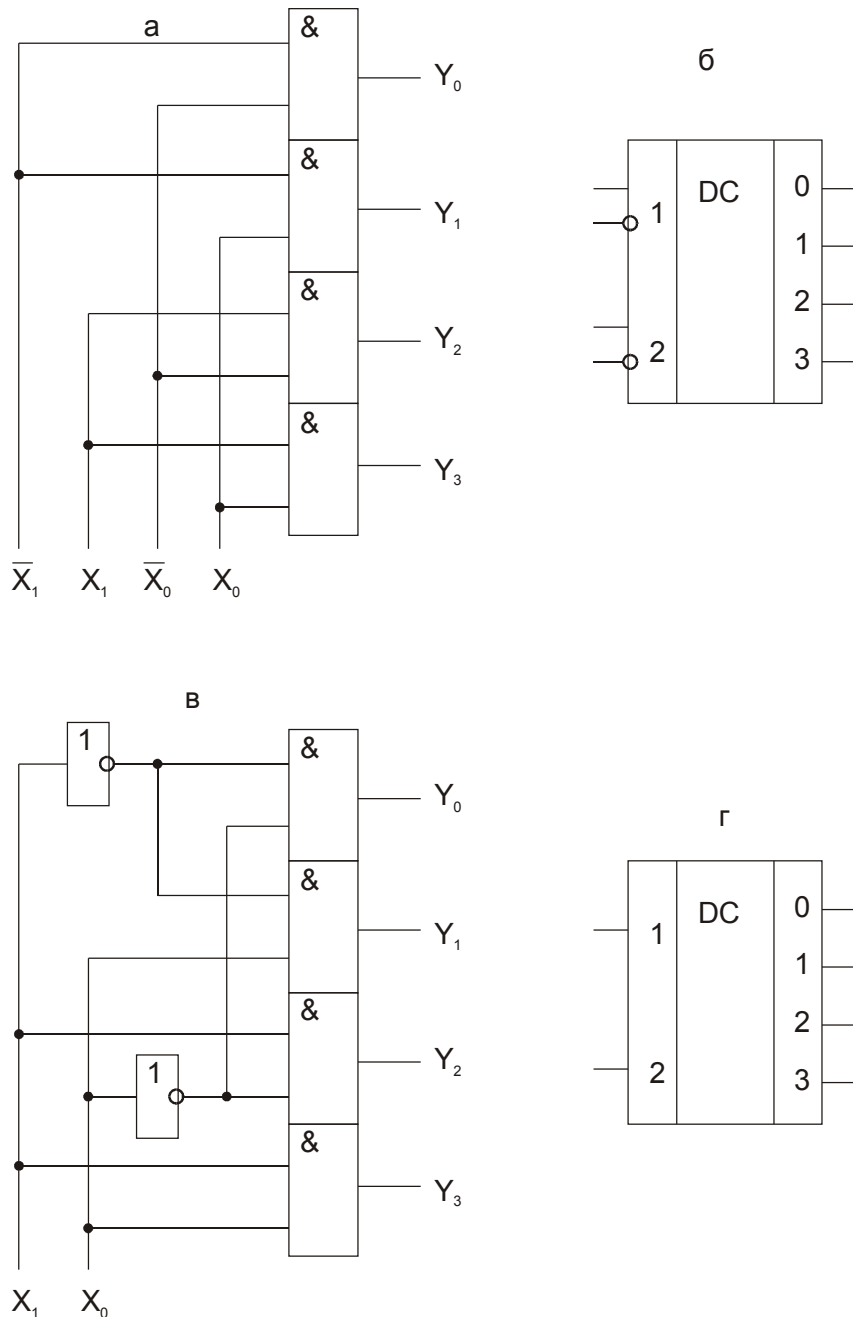 а
&
Y₀
&
Y₁
&
Y₂
&
Y₃
X̅₁ X₁ X̅₀ X₀
б
DC
1
2
0
1
2
3
в
1
&
Y₀
&
Y₁
&
Y₂
1
&
Y₃
X₁ X₀
г
DC
1
2
0
1
2
3